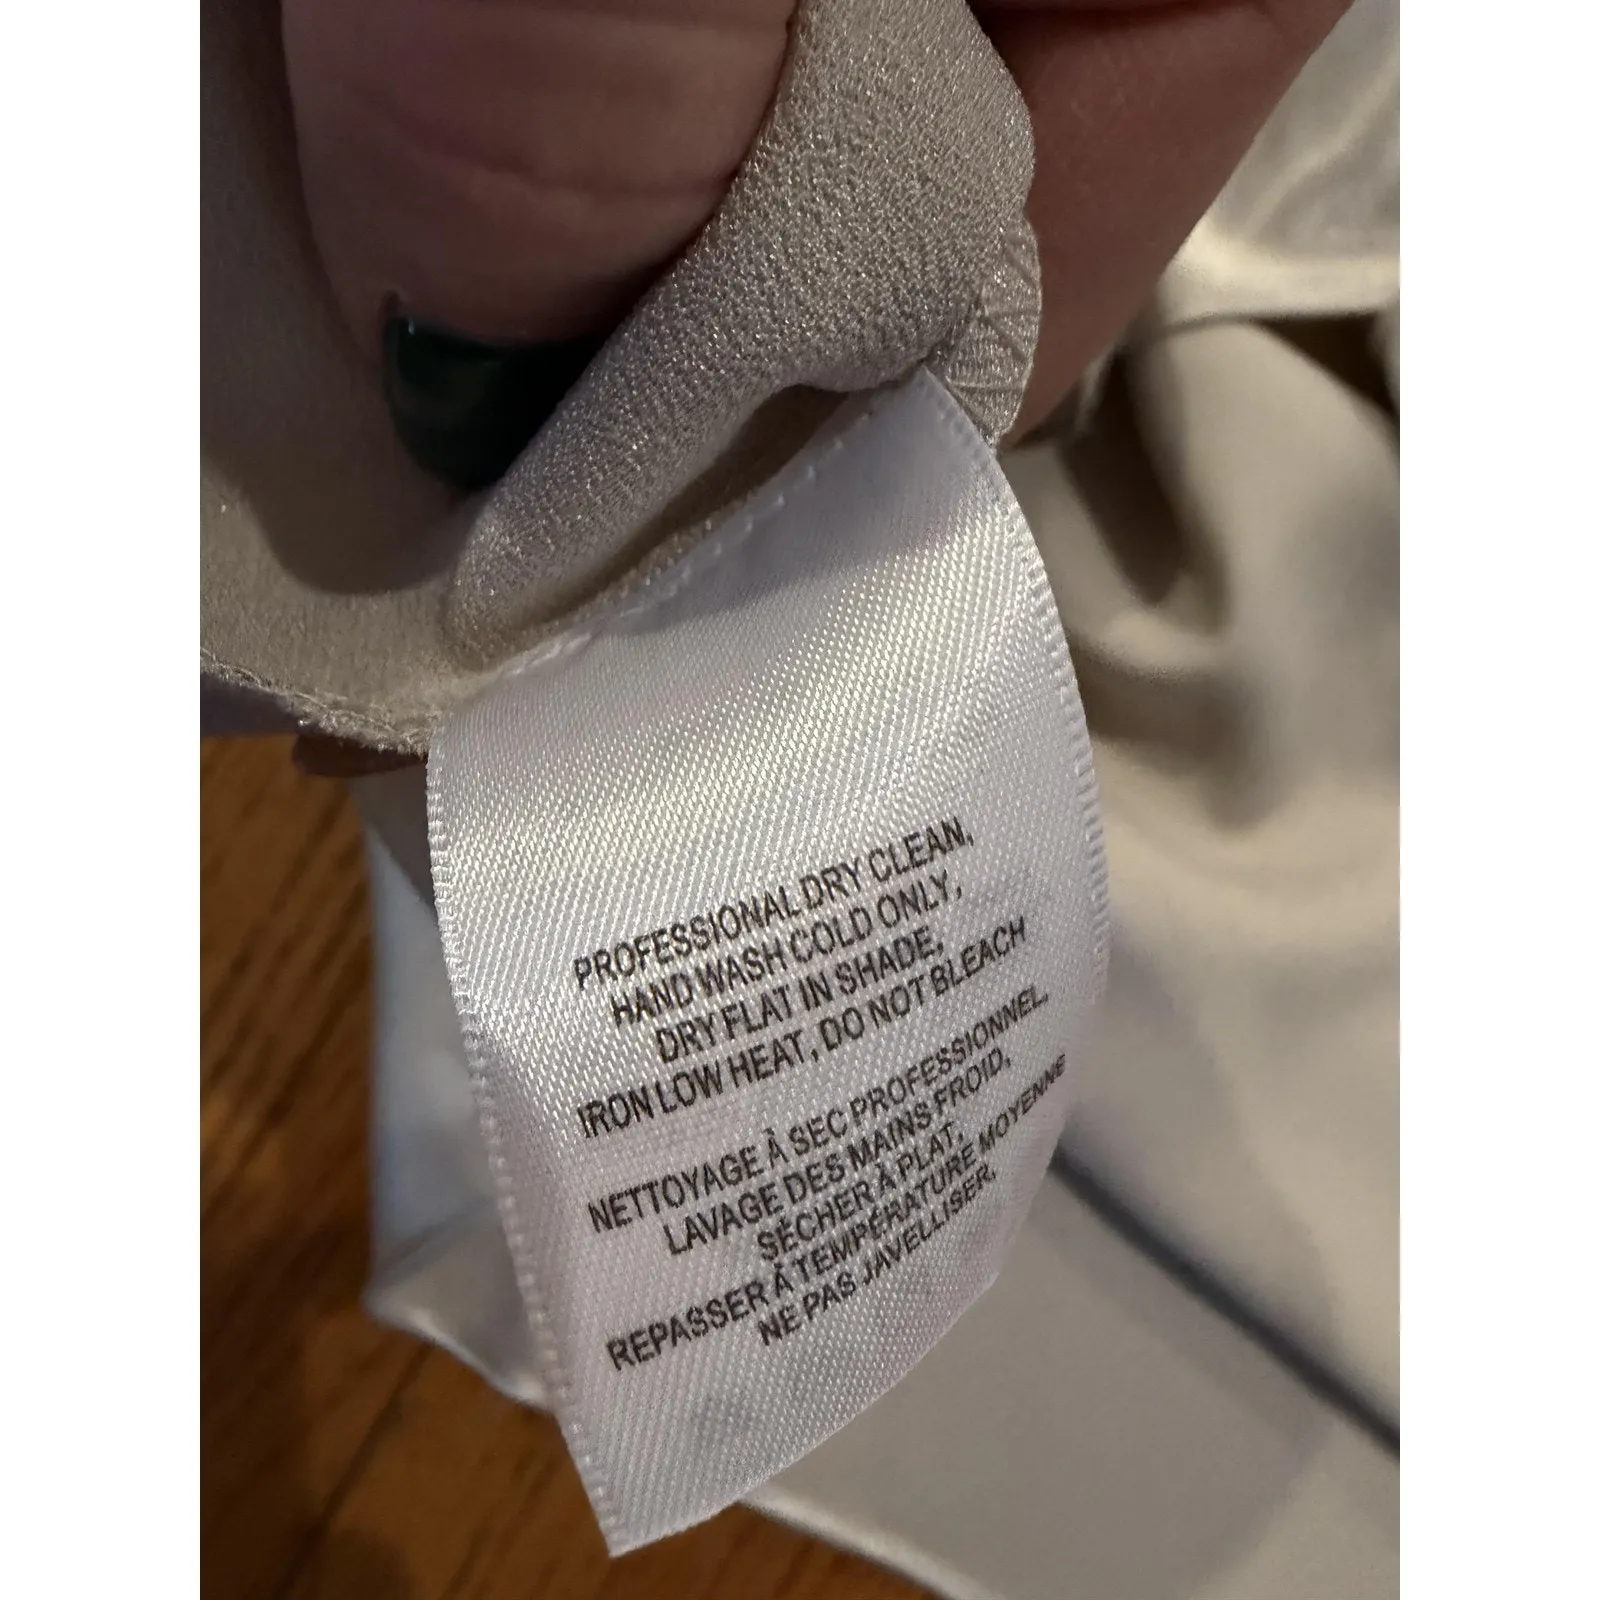 PROFESSIONAL DRY CLEAN,
HAND WASH COLD ONLY,
DRY FLAT IN SHADE,
IRON LOW HEAT, DO NOT BLEACH
NETTOYAGE À SEC PROFESSIONNEL,
LAVAGE DES MAINS FROID,
SÉCHER À PLAT,
REPASSER À TEMPÉRATURE MOYENNE
NE PAS JAVELLISER,